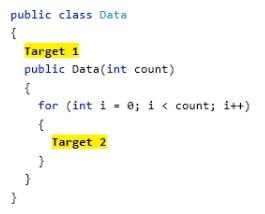 public class Data
{
Target 1
public Data(int count)
{
for (int i = 0; i < count; i++)
{
Target 2
}
}
}